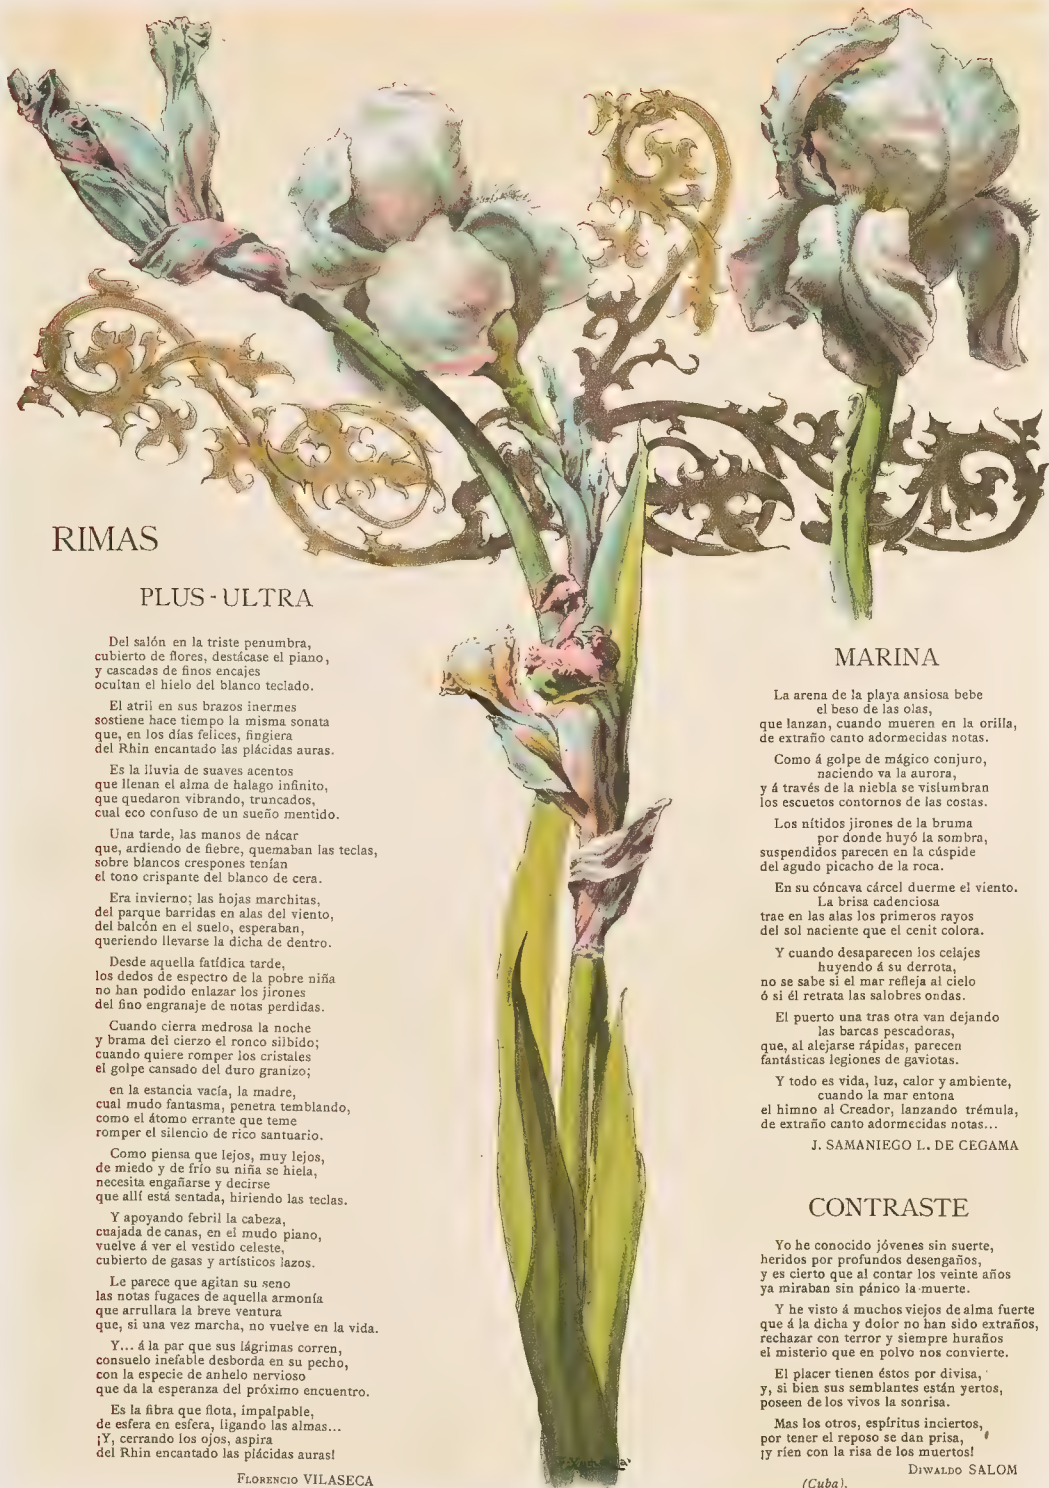 RIMAS
PLUS-ULTRA
Del salón en la triste penumbra,
cubierto de flores, destácase el piano,
y cascadas de finos encajes
ocultan el hielo del blanco teclado.
El atril en sus brazos inermes
sostiene hace tiempo la misma sonata
que, en los días felices, fingiera
del Rhin encantado las plácidas auras.
Es la lluvia de suaves acentos
que llenan el alma de halago infinito,
que quedaron vibrando, truncados,
cual eco confuso de un sueño mentido.
Una tarde, las manos de nácar
que, ardiendo de fiebre, quemaban las teclas,
sobre blancos crespones tenían
el tono crispante del blanco de cera.
Era invierno; las hojas marchitas,
del parque barridas en alas del viento,
del balcón en el suelo, esperaban,
queriendo llevarse la dicha de dentro.
Desde aquella fatídica tarde,
los dedos de espectro de la pobre niña
no han podido enlazar los jirones
del fino engranaje de notas perdidas.
Cuando cierra medrosa la noche
y brama del cierzo el ronco silbido;
cuando quiere romper los cristales
el golpe cansado del duro granizo;
en la estancia vacía, la madre,
cual mudo fantasma, penetra temblando,
como el átomo errante que teme
romper el silencio de rico santuario.
Como piensa que lejos, muy lejos,
de miedo y de frío su niña se hiela,
necesita engañarse y decirse
que allí está sentada, hiriendo las teclas.
Y apoyando febril la cabeza,
cuajada de canas, en el mudo piano,
vuelve á ver el vestido celeste,
cubierto de gasas y artísticos lazos.
Le parece que agitan su seno
las notas fugaces de aquella armonía
que arrullara la breve ventura
que, si una vez marcha, no vuelve en la vida.
Y... á la par que sus lágrimas corren,
consuelo inefable desborda en su pecho,
con la especie de anhelo nervioso
que da la esperanza del próximo encuentro.
Es la fibra que flota, impalpable,
de esfera en esfera, ligando las almas...
¡Y, cerrando los ojos, aspira
del Rhin encantado las plácidas auras!
FLORENCIO VILASECA
MARINA
La arena de la playa ansiosa bebe
el beso de las olas,
que lanzan, cuando mueren en la orilla,
de extraño canto adormecidas notas.
Como á golpe de mágico conjuro,
naciendo va la aurora,
y á través de la niebla se vislumbran
los escuetos contornos de las costas.
Los nítidos jirones de la bruma
por donde huyó la sombra,
suspendidos parecen en la cúspide
del agudo picacho de la roca.
En su cóncava cárcel duerme el viento.
La brisa cadenciosa
trae en las alas los primeros rayos
del sol naciente que el cenit colora.
Y cuando desaparecen los celajes
huyendo á su derrota,
no se sabe si el mar refleja al cielo
ó si él retrata las salobres ondas.
El puerto una tras otra van dejando
las barcas pescadoras,
que, al alejarse rápidas, parecen
fantásticas legiones de gaviotas.
Y todo es vida, luz, calor y ambiente,
cuando la mar entona
el himno al Creador, lanzando trémula,
de extraño canto adormecidas notas...
J. SAMANIEGO L. DE CEGAMA
CONTRASTE
Yo he conocido jóvenes sin suerte,
heridos por profundos desengaños,
y es cierto que al contar los veinte años
ya miraban sin pánico la muerte.
Y he visto á muchos viejos de alma fuerte
que á la dicha y dolor no han sido extraños,
rechazar con terror y siempre huraños
el misterio que en polvo nos convierte.
El placer tienen éstos por divisa,
y, si bien sus semblantes están yertos,
poseen de los vivos la sonrisa.
Mas los otros, espíritus inciertos,
por tener el reposo se dan prisa,
¡y ríen con la risa de los muertos!
DIWALDO SALOM
(Cuba).